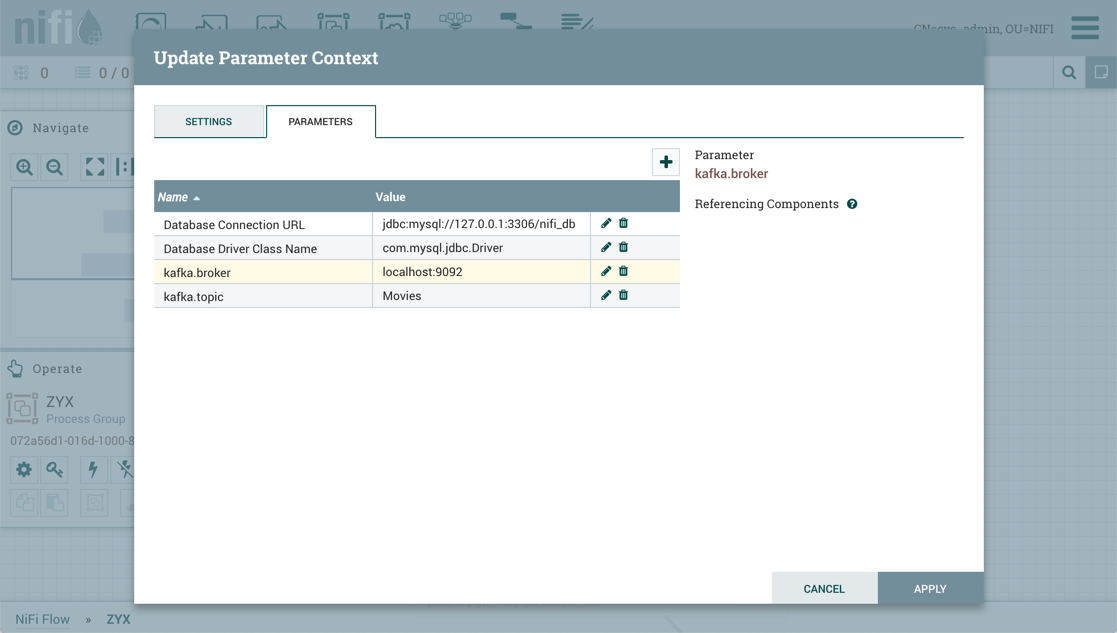 nifi
CN=sys_admin, OU=NIFI
Update Parameter Context
0
0 / 0
SETTINGS
PARAMETERS
Navigate
Parameter
kafka.broker
Referencing Components
Name
Value
Database Connection URL
jdbc:mysql://127.0.0.1:3306/nifi_db
Database Driver Class Name
com.mysql.jdbc.Driver
kafka.broker
localhost:9092
kafka.topic
Movies
Operate
ZYX
Process Group
072a56d1-016d-1000-8
CANCEL
APPLY
NiFi Flow » ZYX